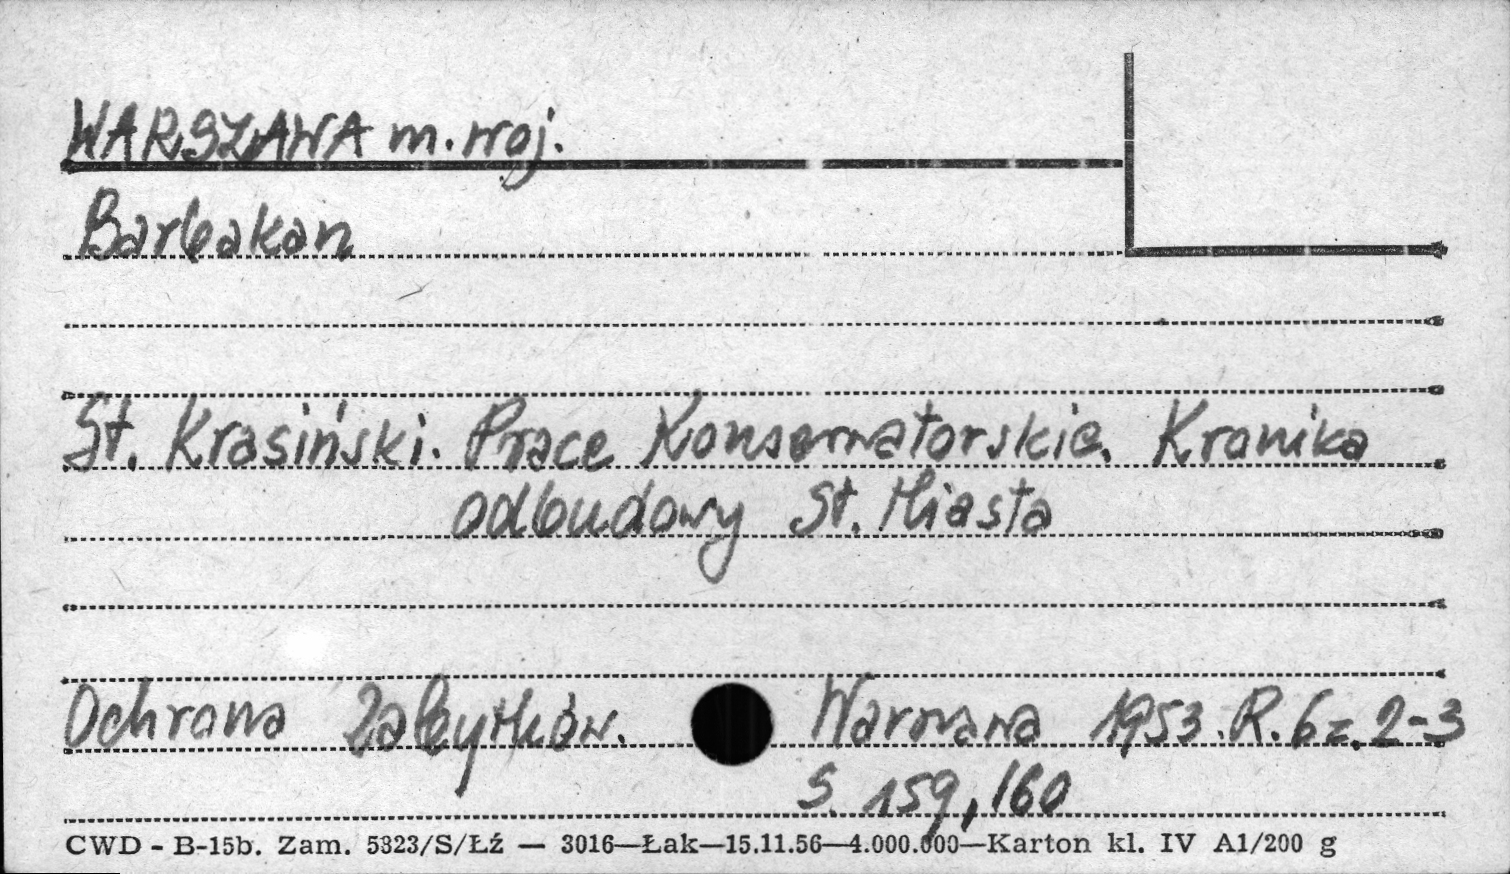 WARSZAWA m. woj.
Barbakan
St. Krasiński. Prace Konserwatorskie. Kronika
odbudowy St. Miasta
Ochrona Zabytków. Warszawa 1953. R. 6 z. 2-3
S. 159, 160
CWD - B-15b. Zam. 5323/S/Łź — 3016—Łak—15.11.56—4.000.000—Karton kl. IV A1/200 g